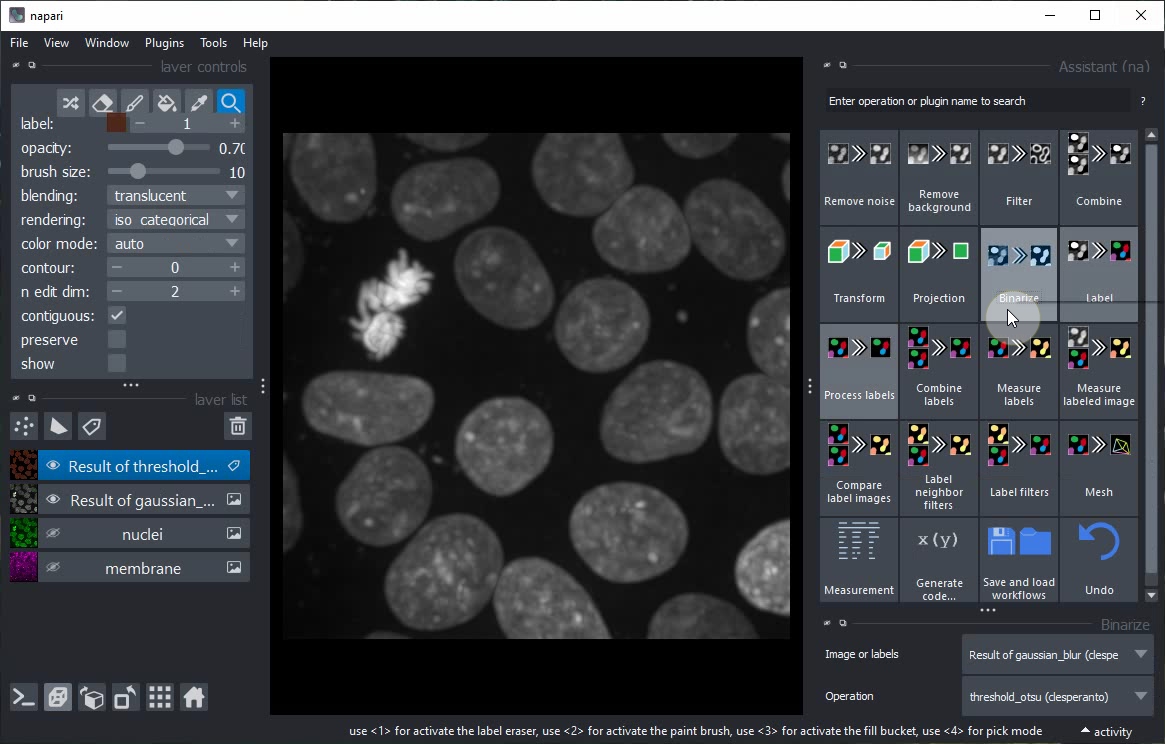 napari
File View Window Plugins Tools Help
layer controls
label: 1
opacity: 0.70
brush size: 10
blending: translucent
rendering: iso_categorical
color mode: auto
contour: 0
n edit dim: 2
contiguous:
preserve
show
layer list
Result of threshold_...
Result of gaussian_...
nuclei
membrane
Assistant (na)
Enter operation or plugin name to search ?
Remove noise
Remove background
Filter
Combine
Transform
Projection
Binarize
Label
Process labels
Combine labels
Measure labels
Measure labeled image
Compare label images
Label neighbor filters
Label filters
Mesh
Measurement
x(y)
Generate code...
Save and load workflows
Undo
Binarize
Image or labels Result of gaussian_blur (clespe
Operation threshold_otsu (clesperanto)
use <1> for activate the label eraser, use <2> for activate the paint brush, use <3> for activate the fill bucket, use <4> for pick mode
activity